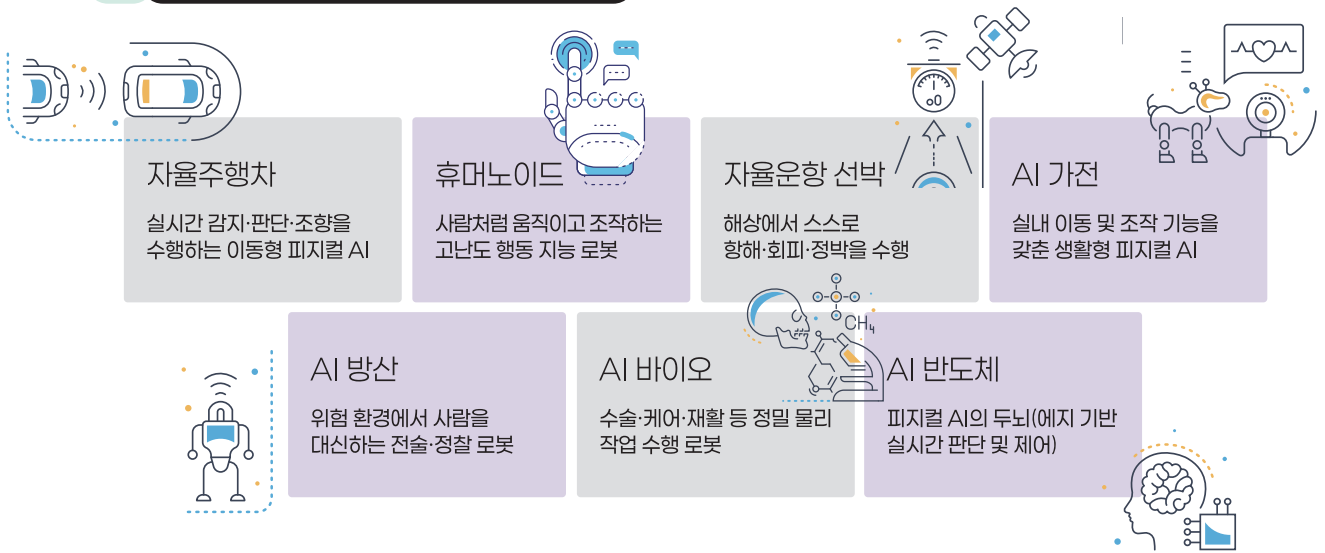 자율주행차
실시간 감지·판단·조향을
수행하는 이동형 피지컬 AI
휴머노이드
사람처럼 움직이고 조작하는
고난도 행동 지능 로봇
자율운항 선박
해상에서 스스로
항해·회피·정박을 수행
AI 가전
실내 이동 및 조작 기능을
갖춘 생활형 피지컬 AI
AI 방산
위험 환경에서 사람을
대신하는 전술·정찰 로봇
AI 바이오
수술·케어·재활 등 정밀 물리
작업 수행 로봇
CH₄
AI 반도체
피지컬 AI의 두뇌(에지 기반
실시간 판단 및 제어)